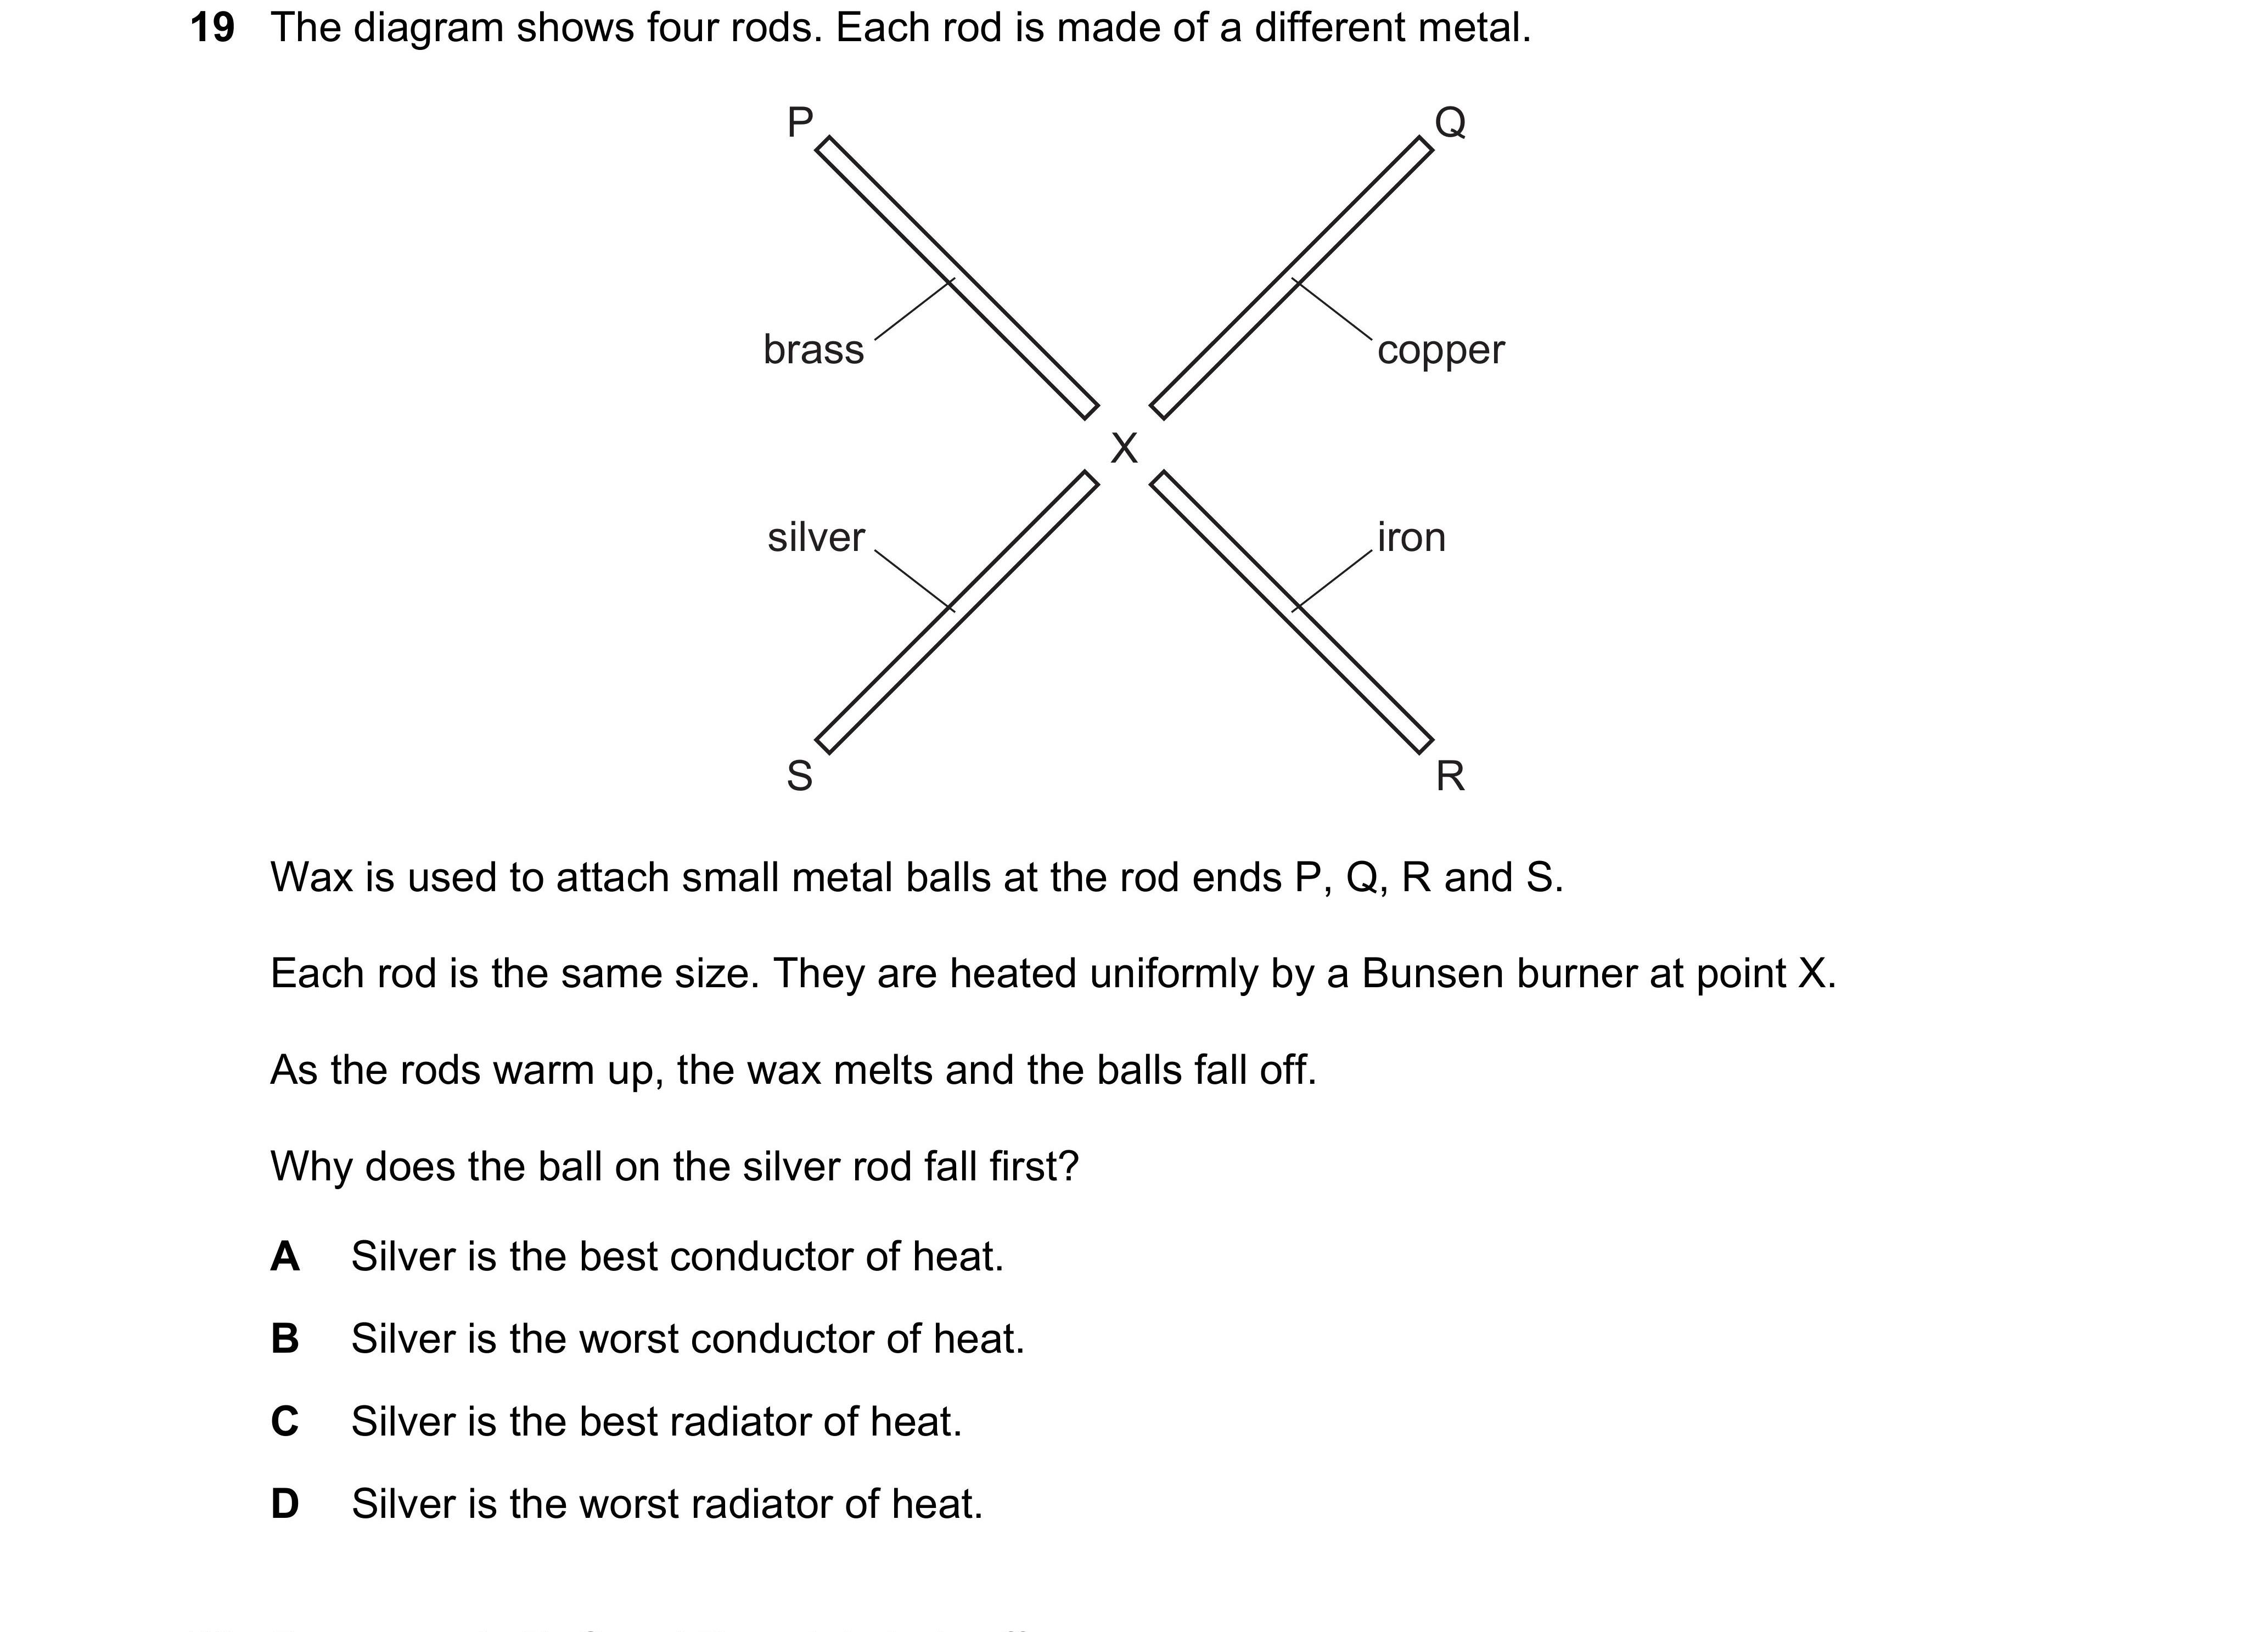 19 The diagram shows four rods. Each rod is made of a different metal.
P
Q
brass
copper
X
silver
iron
S
R
Wax is used to attach small metal balls at the rod ends P, Q, R and S.
Each rod is the same size. They are heated uniformly by a Bunsen burner at point X.
As the rods warm up, the wax melts and the balls fall off.
Why does the ball on the silver rod fall first?
A Silver is the best conductor of heat.
B Silver is the worst conductor of heat.
C Silver is the best radiator of heat.
D Silver is the worst radiator of heat.